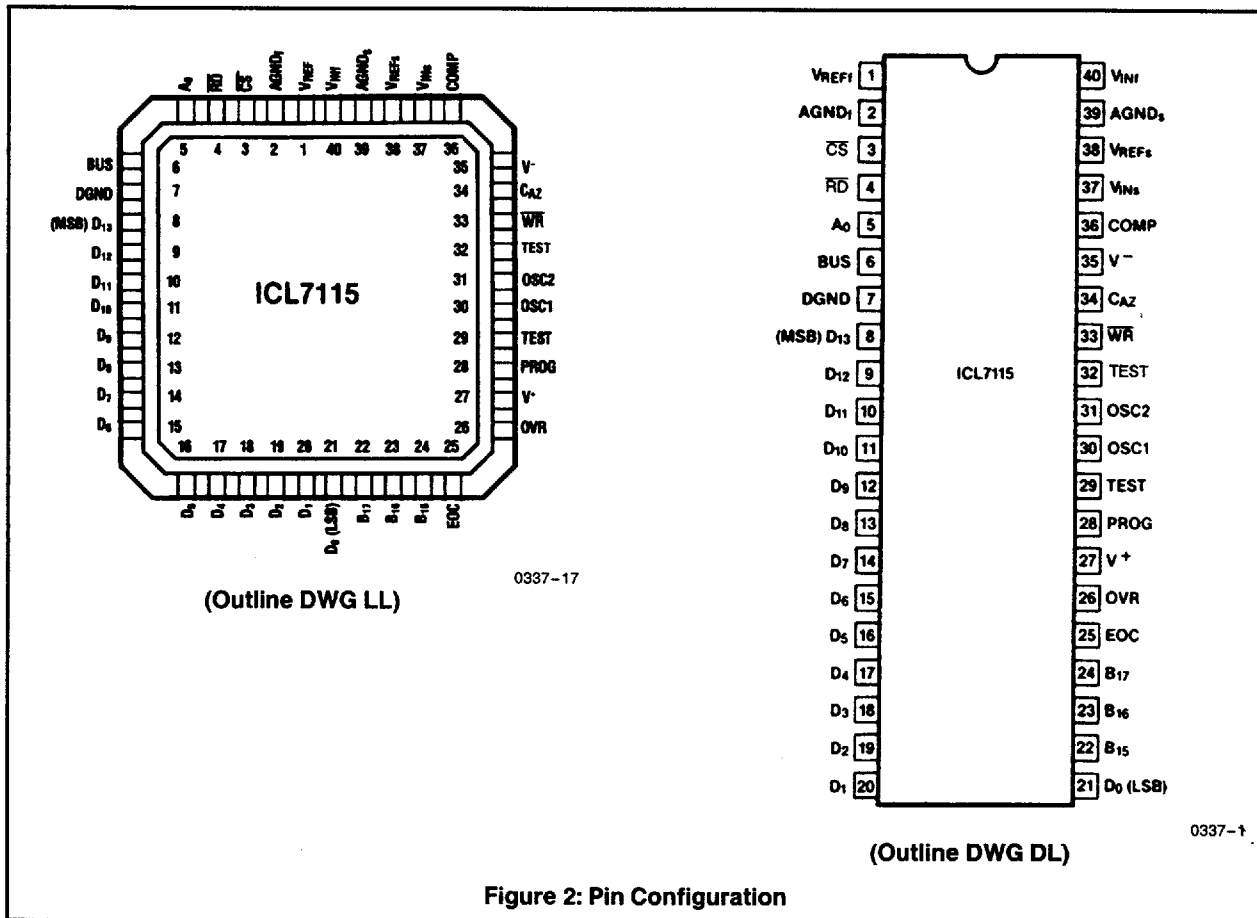 A₀ R̅D̅ C̅S̅ AGNDf VREF VINf AGNDs VREFs VINs COMP
5 4 3 2 1 40 39 38 37 36
BUS 6 35 V⁻
DGND 7 34 CAZ
(MSB) D₁₃ 8 33 W̅R̅
D₁₂ 9 32 TEST
D₁₁ 10 31 OSC2
D₁₀ 11 30 OSC1
D₉ 12 29 TEST
D₈ 13 28 PROG
D₇ 14 27 V⁺
D₆ 15 26 OVR
ICL7115
16 17 18 19 20 21 22 23 24 25
D₅ D₄ D₃ D₂ D₁ D₀ (LSB) B₁₇ B₁₆ B₁₅ EOC
0337-17
(Outline DWG LL)
VREFf 1 40 VINf
AGNDf 2 39 AGNDs
C̅S̅ 3 38 VREFs
R̅D̅ 4 37 VINs
A₀ 5 36 COMP
BUS 6 35 V⁻
DGND 7 34 CAZ
(MSB) D₁₃ 8 33 W̅R̅
D₁₂ 9 ICL7115 32 TEST
D₁₁ 10 31 OSC2
D₁₀ 11 30 OSC1
D₉ 12 29 TEST
D₈ 13 28 PROG
D₇ 14 27 V⁺
D₆ 15 26 OVR
D₅ 16 25 EOC
D₄ 17 24 B₁₇
D₃ 18 23 B₁₆
D₂ 19 22 B₁₅
D₁ 20 21 D₀ (LSB)
0337-1
(Outline DWG DL)
Figure 2: Pin Configuration